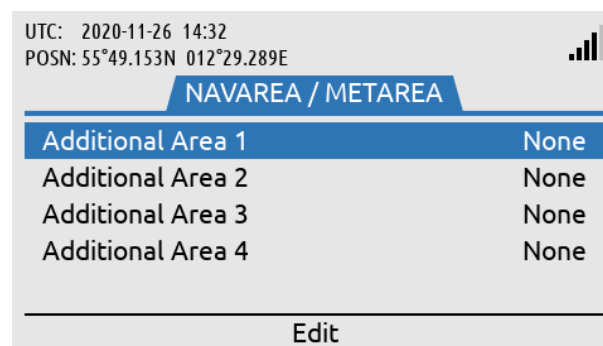 UTC: 2020-11-26 14:32
POSN: 55°49.153N 012°29.289E
NAVAREA / METAREA
Additional Area 1 None
Additional Area 2 None
Additional Area 3 None
Additional Area 4 None
Edit